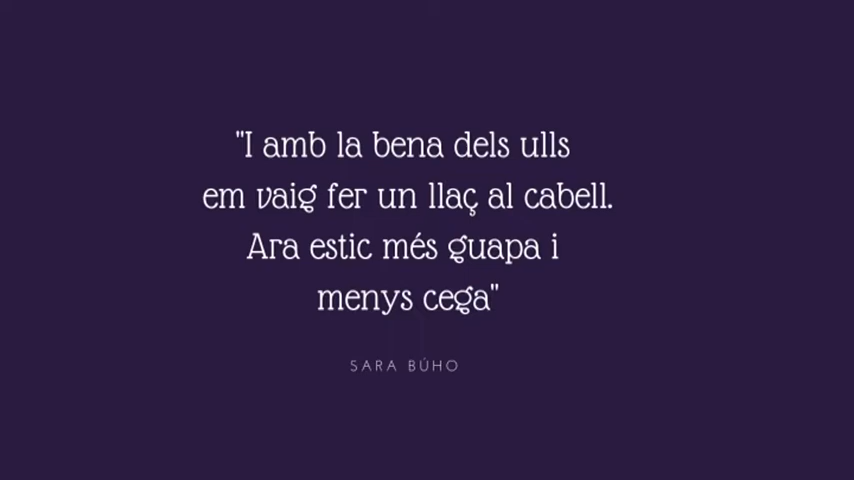 "I amb la bena dels ulls
em vaig fer un llaç al cabell.
Ara estic més guapa i
menys cega"
SARA BÚHO